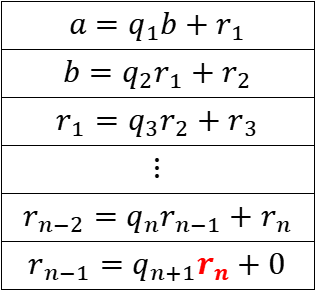 a = q₁b + r₁
b = q₂r₁ + r₂
r₁ = q₃r₂ + r₃
⋮
rₙ₋₂ = qₙrₙ₋₁ + rₙ
rₙ₋₁ = qₙ₊₁rₙ + 0